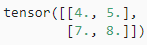 tensor([[4., 5.],
        [7., 8.]])